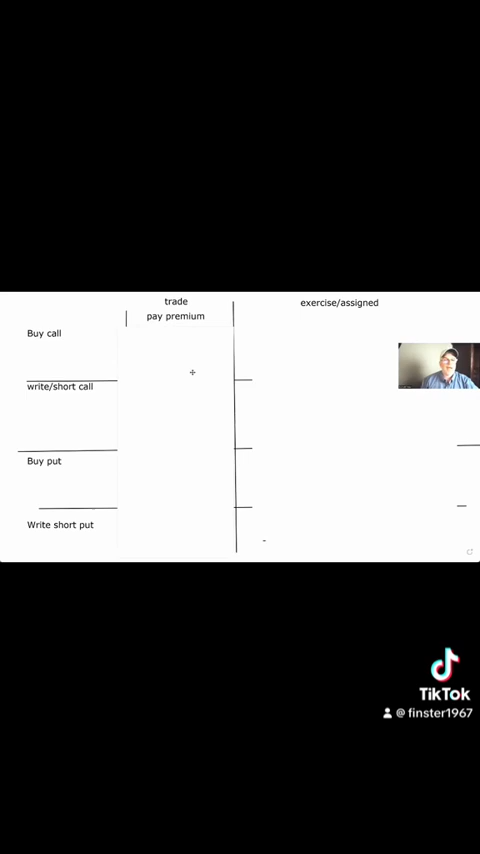 trade
exercise/assigned
pay premium
Buy call
write/short call
Buy put
Write short put
TikTok
@ finster1967